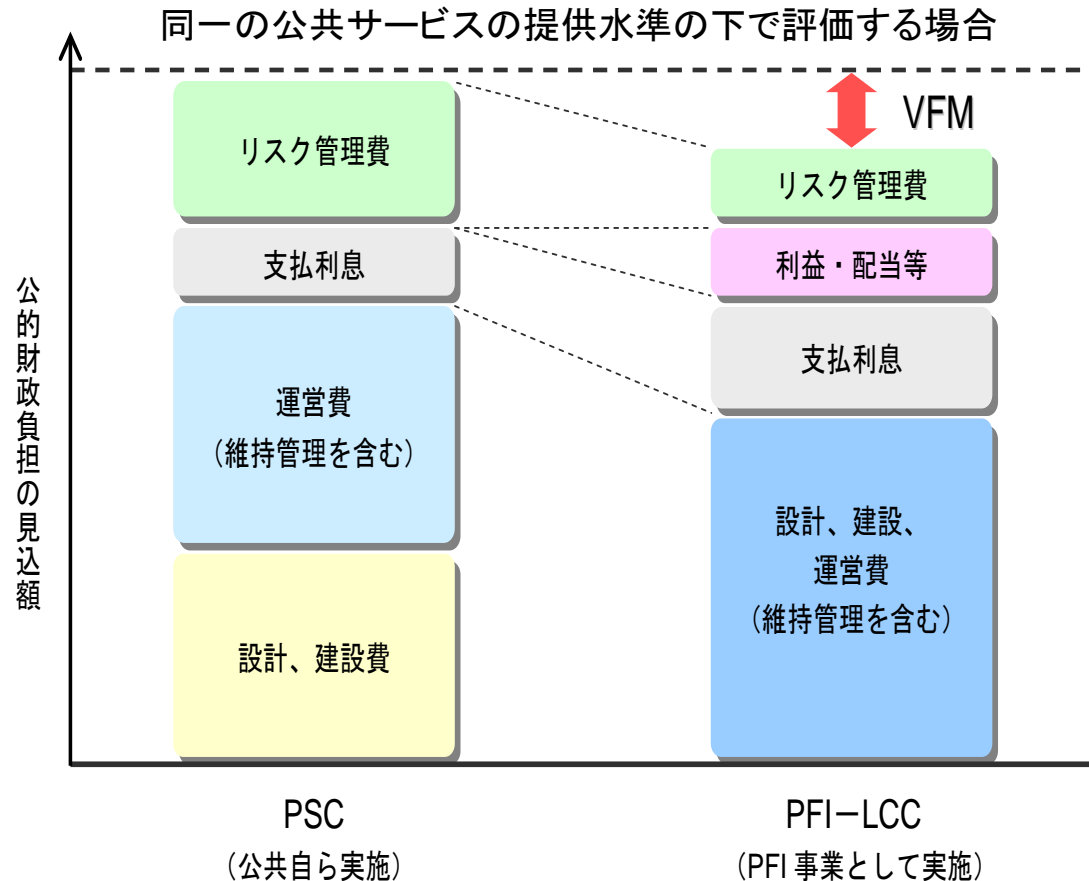 同一の公共サービスの提供水準の下で評価する場合
公的財政負担の見込額
リスク管理費
支払利息
運営費
（維持管理を含む）
設計、建設費
VFM
リスク管理費
利益・配当等
支払利息
設計、建設、
運営費
（維持管理を含む）
PSC
（公共自ら実施）
PFI－LCC
（PFI 事業として実施）